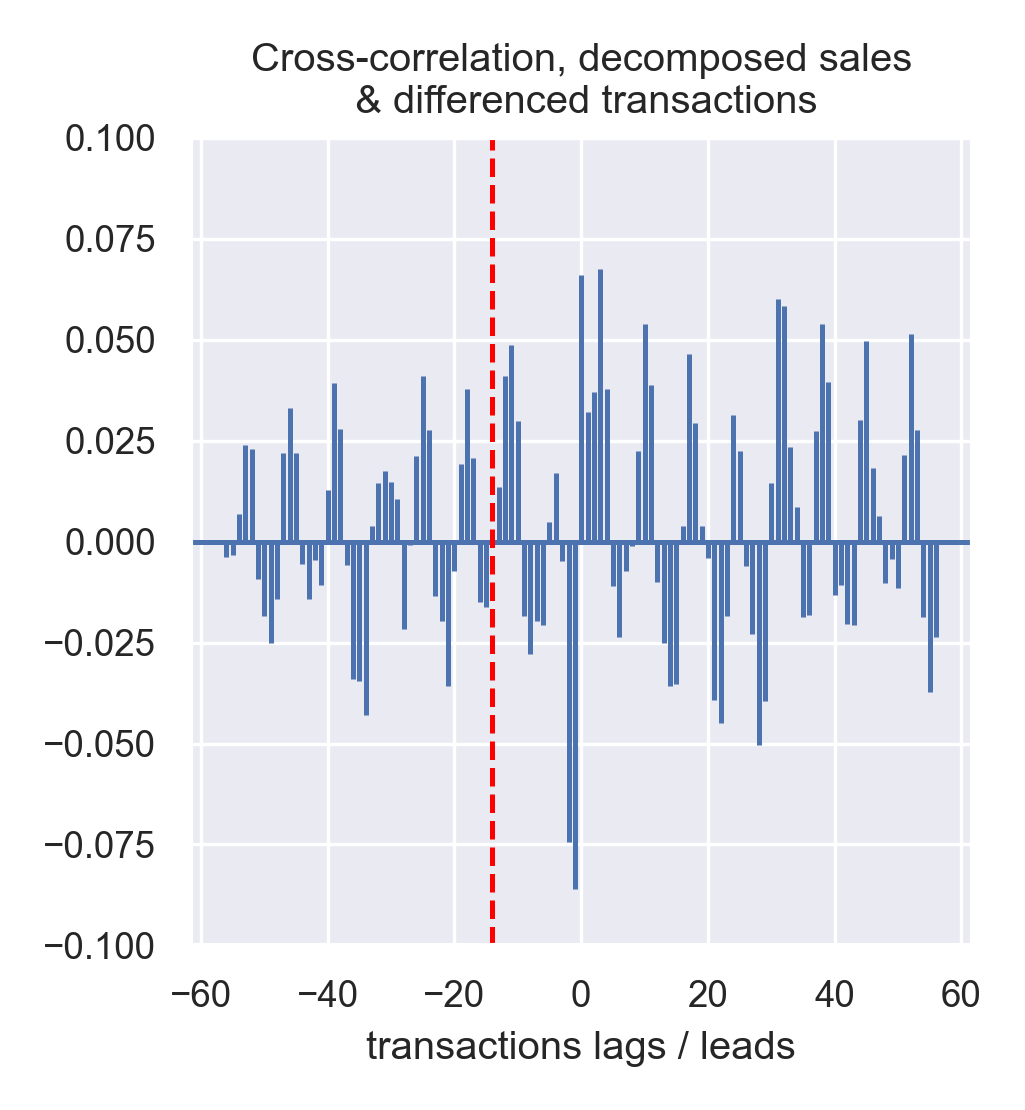 Cross-correlation, decomposed sales
& differenced transactions
0.100
0.075
0.050
0.025
0.000
−0.025
−0.050
−0.075
−0.100
−60 −40 −20 0 20 40 60
transactions lags / leads